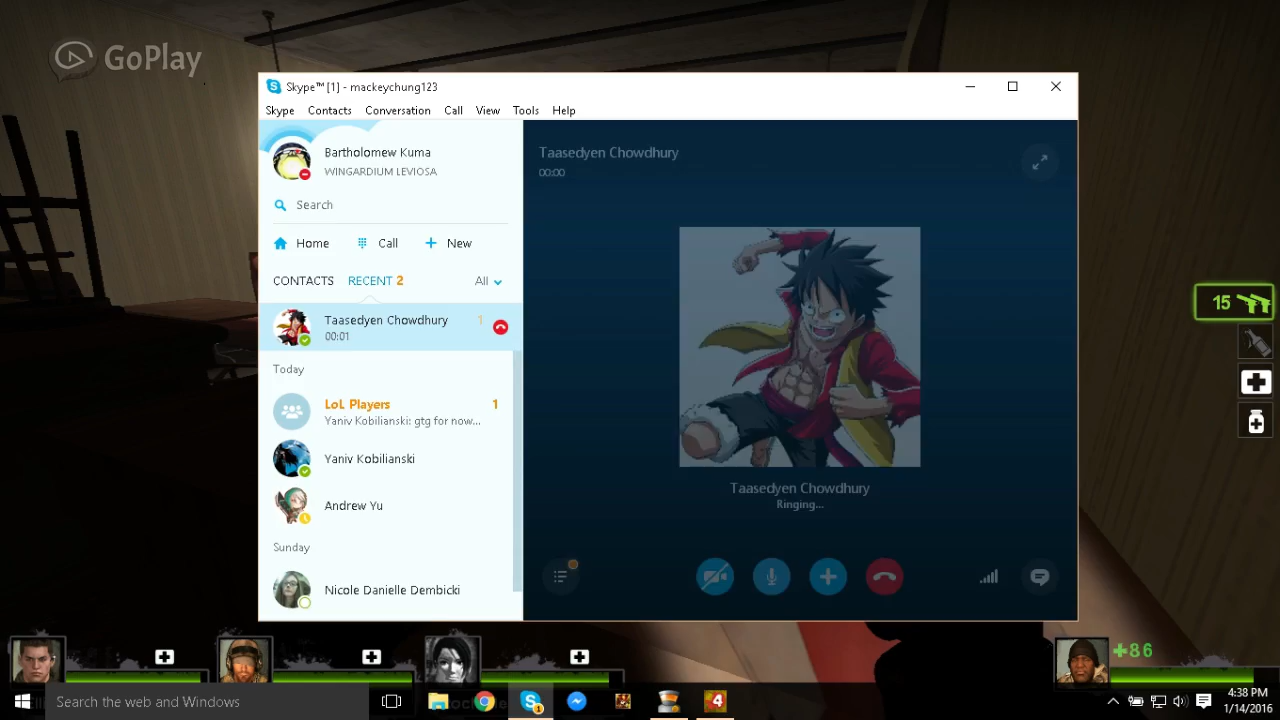 GoPlay
Skype™ [1] - mackeychung123
Skype Contacts Conversation Call View Tools Help
Bartholomew Kuma
WINGARDIUM LEVIOSA
Search
Home Call New
CONTACTS RECENT 2 All
Taasedyen Chowdhury 1
00:01
Today
LoL Players 1
Yaniv Kobilianski: gtg for now...
Yaniv Kobilianski
Andrew Yu
Sunday
Nicole Danielle Dembicki
Taasedyen Chowdhury
00:00
Taasedyen Chowdhury
Ringing...
15
+86
Search the web and Windows
1
4
4:38 PM
1/14/2016